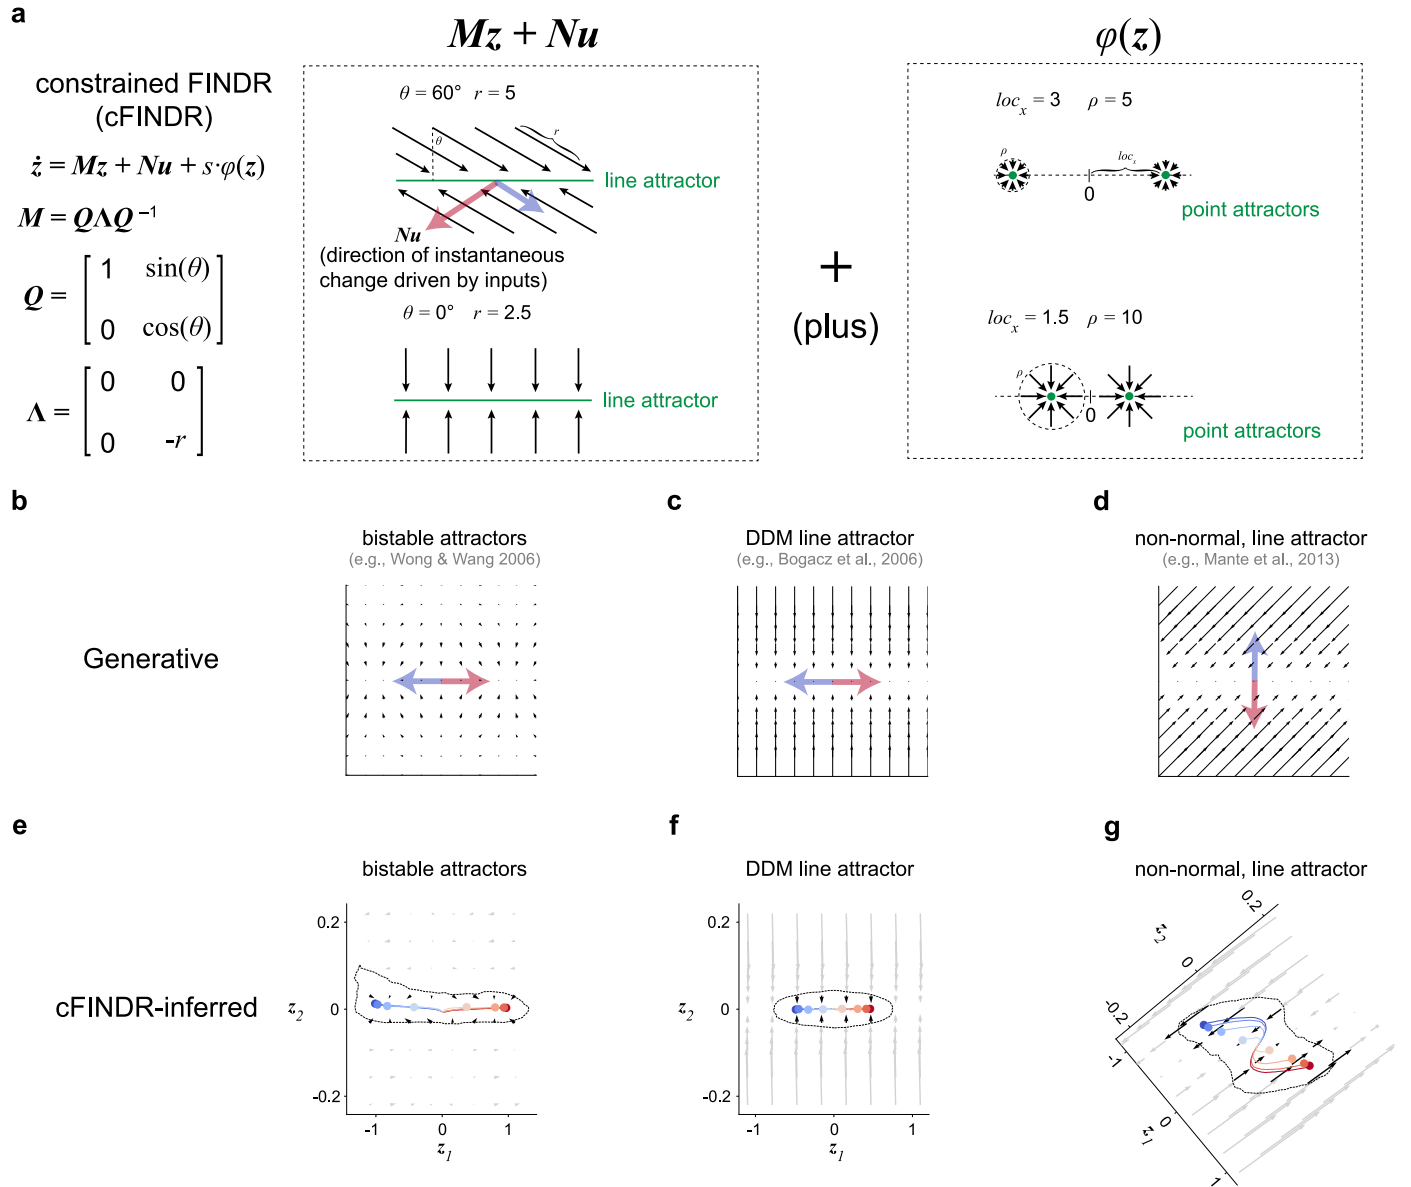 a
Mz + Nu
φ(z)
constrained FINDR
(cFINDR)
ż = Mz + Nu + s·φ(z)
M = QΛQ⁻¹
Q = [ 1 sin(θ)
0 cos(θ) ]
Λ = [ 0 0
0 -r ]
θ = 60° r = 5
θ
r
line attractor
Nu
(direction of instantaneous
change driven by inputs)
θ = 0° r = 2.5
line attractor
+
(plus)
loc_x = 3 ρ = 5
ρ
loc_x
0
point attractors
loc_x = 1.5 ρ = 10
ρ
0
point attractors
b
bistable attractors
(e.g., Wong & Wang 2006)
c
DDM line attractor
(e.g., Bogacz et al., 2006)
d
non-normal, line attractor
(e.g., Mante et al., 2013)
Generative
e
bistable attractors
f
DDM line attractor
g
non-normal, line attractor
cFINDR-inferred
0.2
z₂ 0
-0.2
-1 0 1
z₁
0.2
z₂ 0
-0.2
-1 0 1
z₁
0.2
z₂
0
-0.2
-1
0
z₁
1